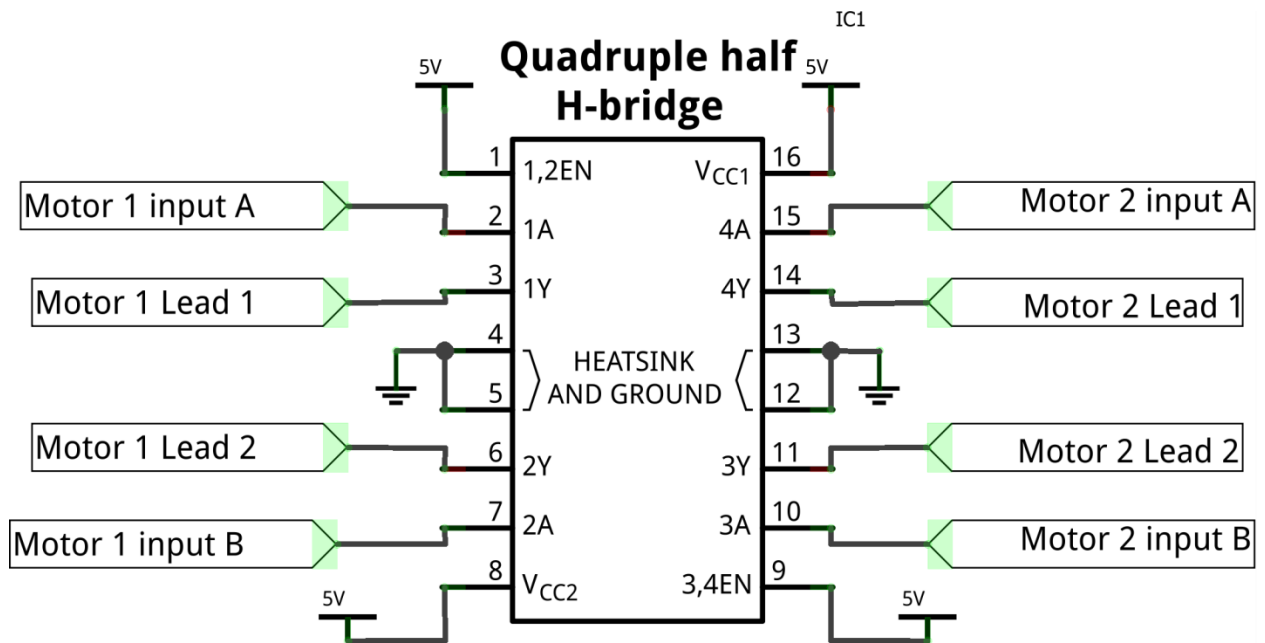 IC1
Quadruple half
H-bridge
5V
5V
1
1,2EN
VCC1
16
Motor 1 input A
2
1A
4A
15
Motor 2 input A
Motor 1 Lead 1
3
1Y
4Y
14
Motor 2 Lead 1
4
13
HEATSINK
AND GROUND
5
12
Motor 1 Lead 2
6
2Y
3Y
11
Motor 2 Lead 2
Motor 1 input B
7
2A
3A
10
Motor 2 input B
8
VCC2
3,4EN
9
5V
5V